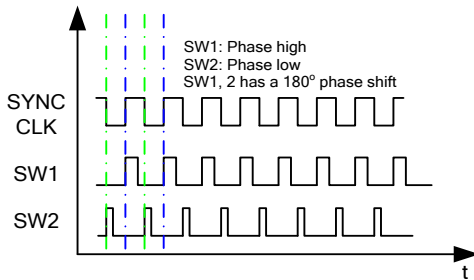 SW1: Phase high
SW2: Phase low
SW1, 2 has a 180° phase shift
SYNC
CLK
SW1
SW2
t